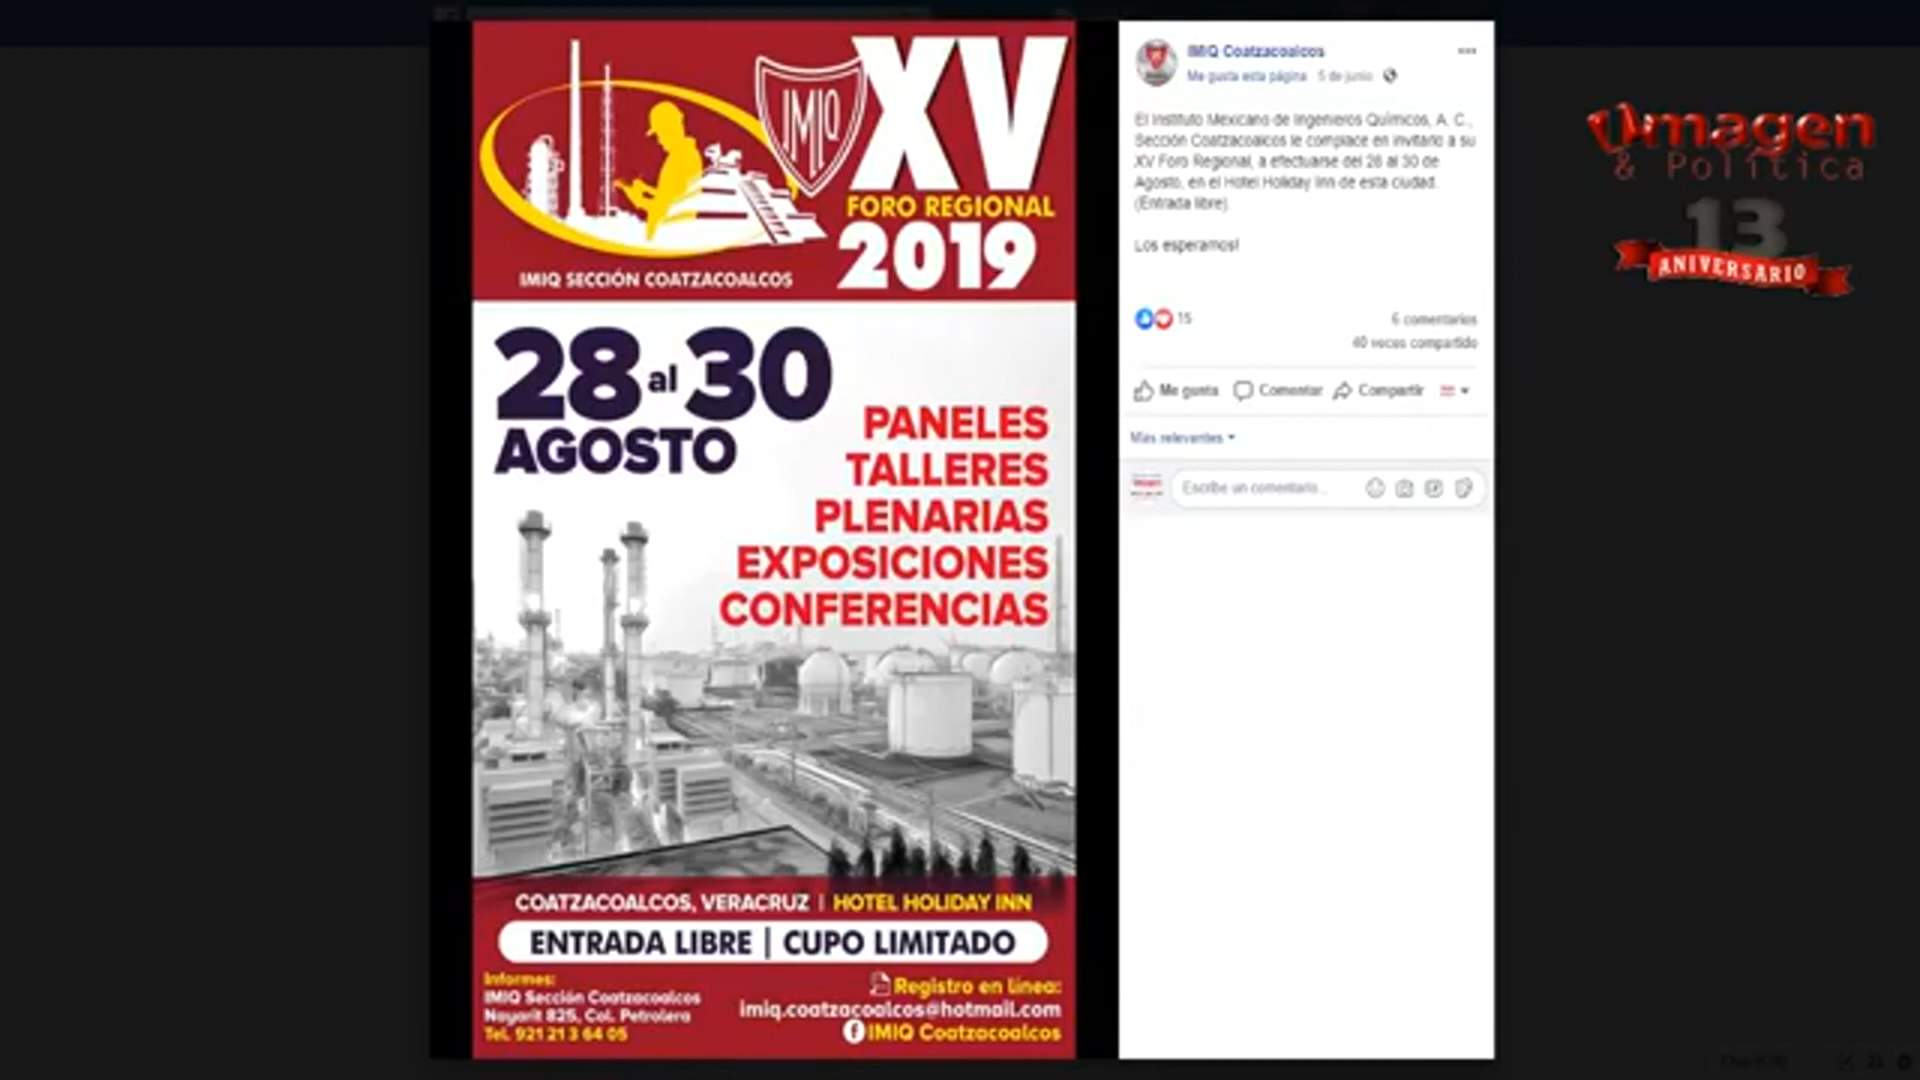 IMIQ
XV
FORO REGIONAL
2019
IMIQ SECCIÓN COATZACOALCOS
28 al 30
AGOSTO
PANELES
TALLERES
PLENARIAS
EXPOSICIONES
CONFERENCIAS
COATZACOALCOS, VERACRUZ | HOTEL HOLIDAY INN
ENTRADA LIBRE | CUPO LIMITADO
Informes:
IMIQ Sección Coatzacoalcos
Nayarit 825, Col. Petrolera
Tel. 921 21 3 64 05
Registro en línea:
imiq.coatzacoalcos@hotmail.com
IMIQ Coatzacoalcos
IMIQ Coatzacoalcos
Me gusta esta página · 5 de junio
El Instituto Mexicano de Ingenieros Químicos, A. C.,
Sección Coatzacoalcos le complace en invitarlo a su
XV Foro Regional, a efectuarse del 28 al 30 de
Agosto, en el Hotel Holiday Inn de esta ciudad.
(Entrada libre).
Los esperamos!
15
6 comentarios
40 veces compartido
Me gusta
Comentar
Compartir
Más relevantes
Escribe un comentario...
Imagen
& Política
13
ANIVERSARIO